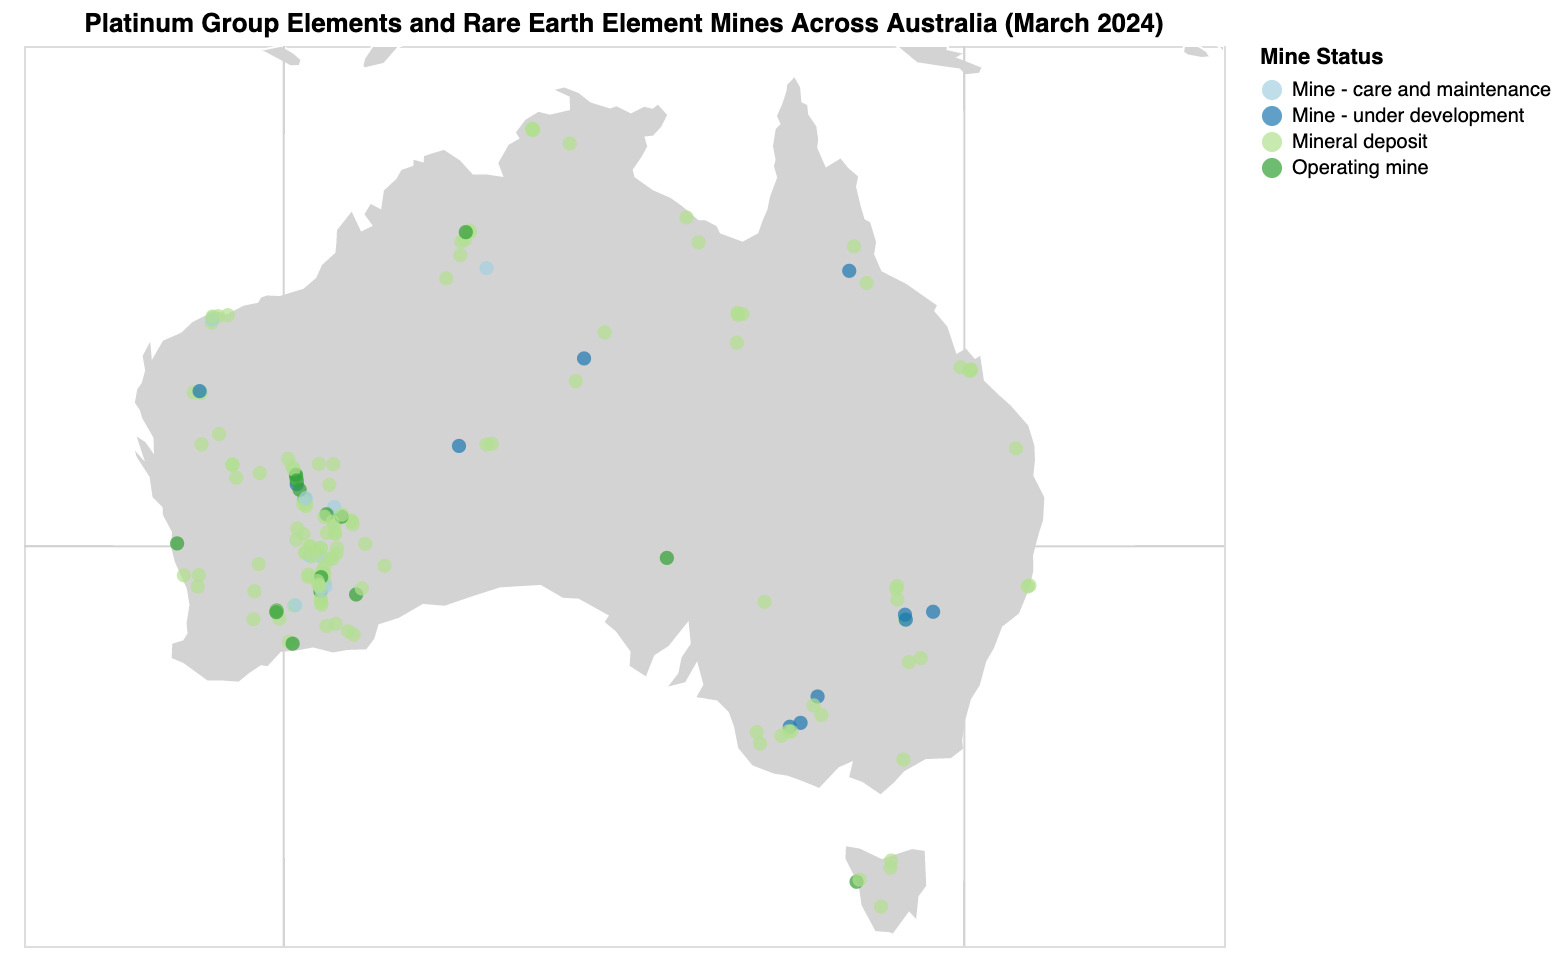 Platinum Group Elements and Rare Earth Element Mines Across Australia (March 2024)
Mine Status
Mine - care and maintenance
Mine - under development
Mineral deposit
Operating mine